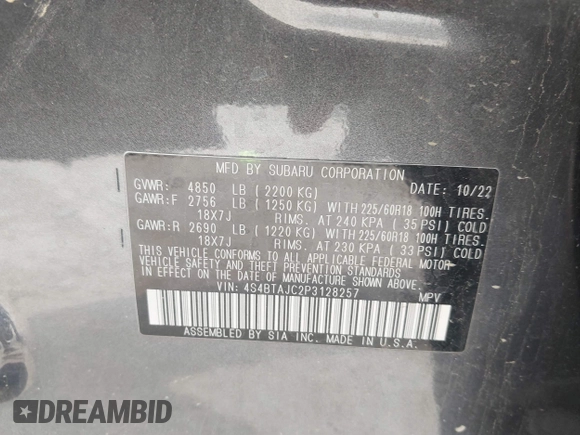 MFD BY SUBARU CORPORATION
GVWR: 4850 LB ( 2200 KG) DATE: 10/22
GAWR:F 2756 LB ( 1250 KG) WITH 225/60R18 100H TIRES.
18X7J RIMS. AT 240 KPA ( 35 PSI) COLD
GAWR:R 2690 LB ( 1220 KG) WITH 225/60R18 100H TIRES.
18X7J RIMS. AT 230 KPA ( 33 PSI) COLD
THIS VEHICLE CONFORMS TO ALL APPLICABLE FEDERAL MOTOR
VEHICLE SAFETY AND THEFT PREVENTION STANDARDS
IN EFFECT ON THE DATE OF MANUFACTURE SHOWN ABOVE.
VIN: 4S4BTAJC2P3128257 MPV
ASSEMBLED BY SIA INC. MADE IN U.S.A.
DREAMBID